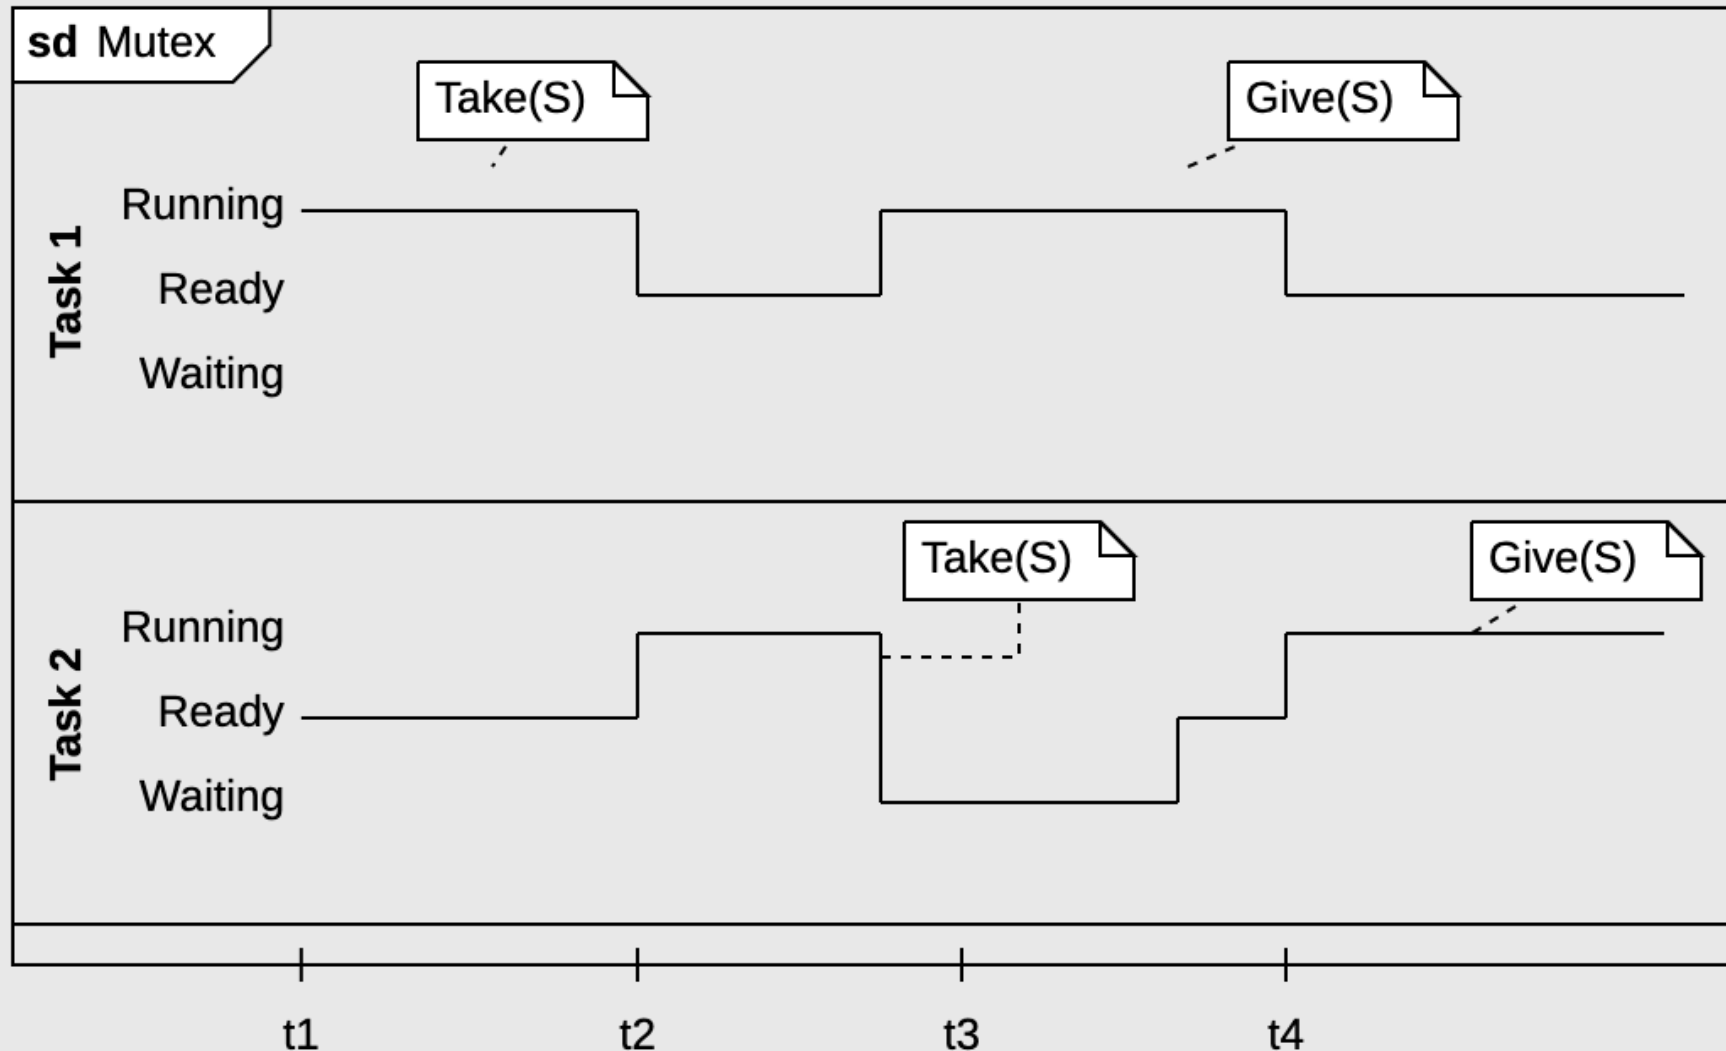 sd Mutex
Take(S)
Give(S)
Task 1
Running
Ready
Waiting
Take(S)
Give(S)
Task 2
Running
Ready
Waiting
t1 t2 t3 t4